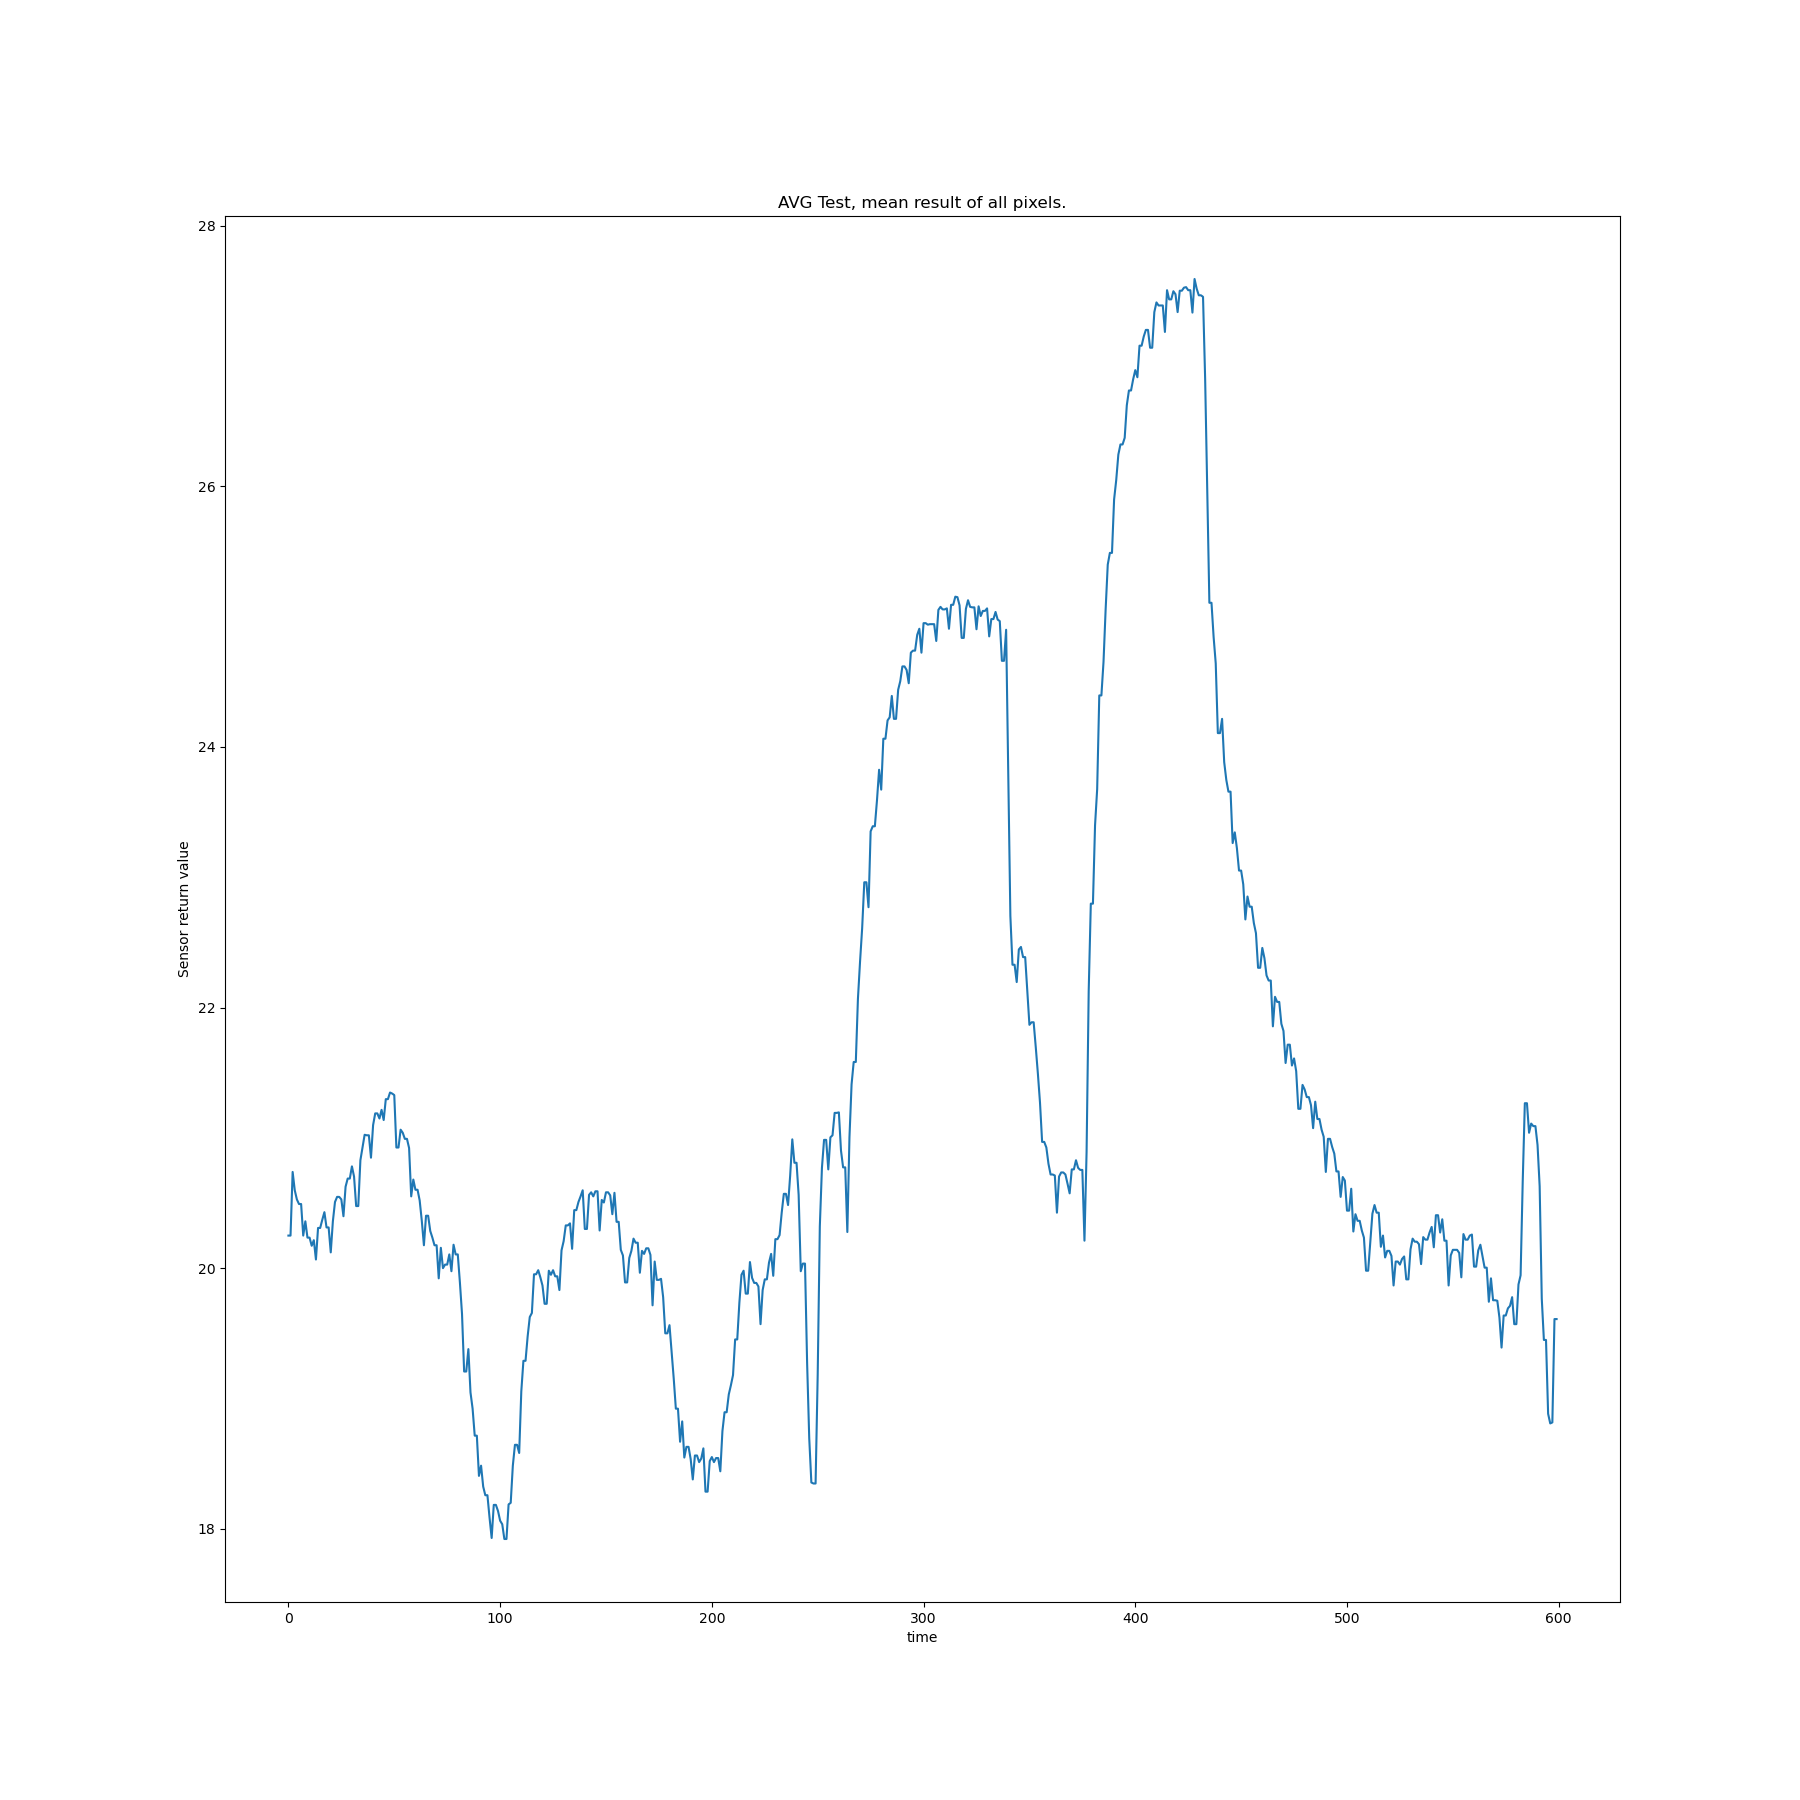 AVG Test, mean result of all pixels.
28
26
24
22
20
18
Sensor return value
0 100 200 300 400 500 600
time